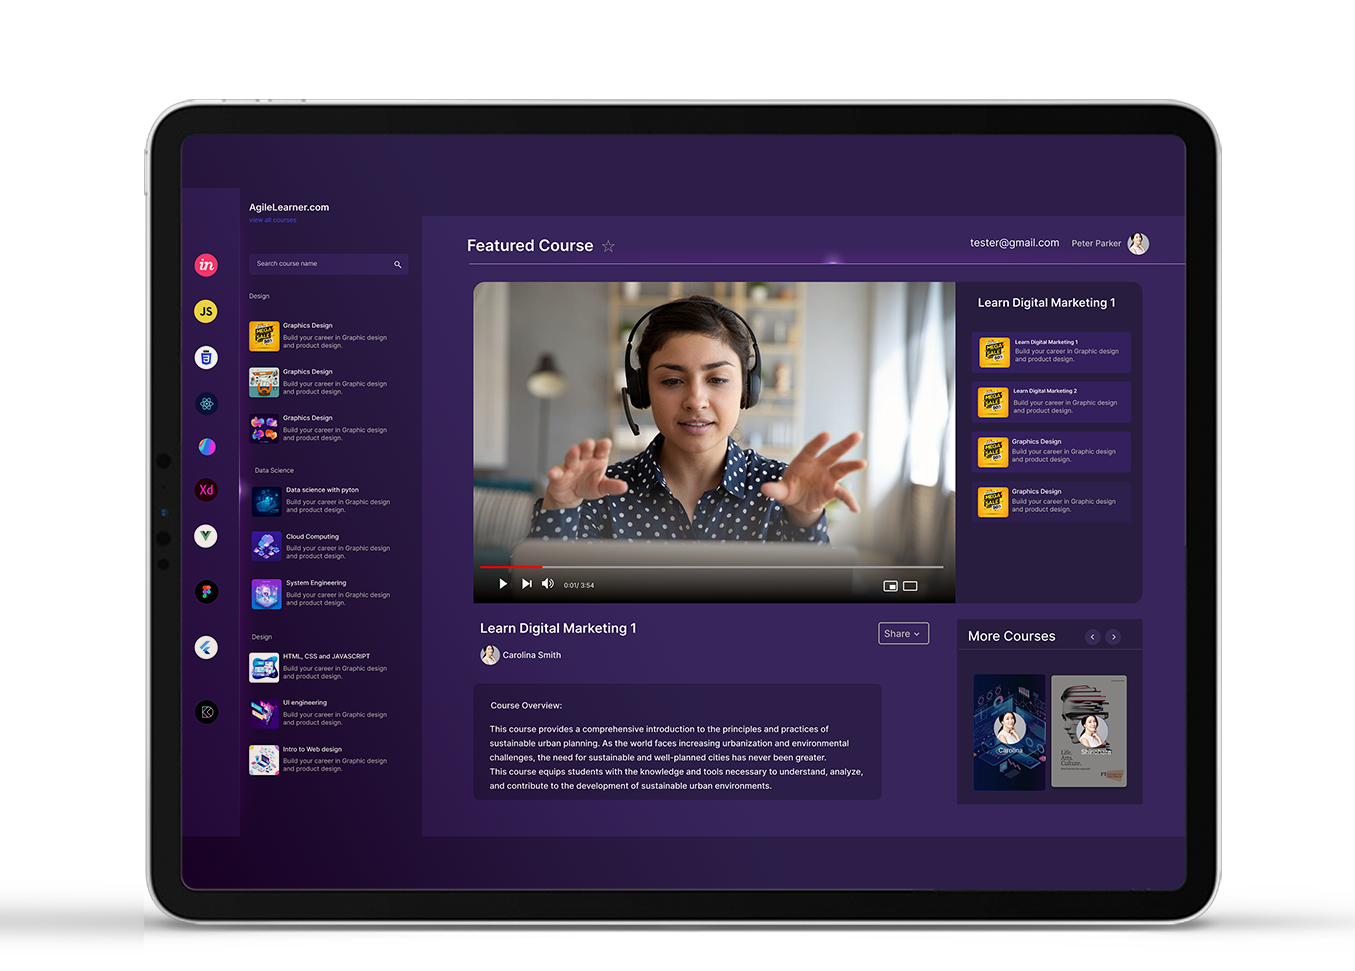 AgileLearner.com
view all courses
Search course name
Design
Graphics Design
Build your career in Graphic design
and product design.
Graphics Design
Build your career in Graphic design
and product design.
Graphics Design
Build your career in Graphic design
and product design.
Data Science
Data science with pyton
Build your career in Graphic design
and product design.
Cloud Computing
Build your career in Graphic design
and product design.
System Engineering
Build your career in Graphic design
and product design.
Design
HTML, CSS and JAVASCRIPT
Build your career in Graphic design
and product design.
UI engineering
Build your career in Graphic design
and product design.
Intro to Web design
Build your career in Graphic design
and product design.
in
JS
Xd
Featured Course
tester@gmail.com
Peter Parker
0:01/ 3:54
Learn Digital Marketing 1
MEGA
SALE
Learn Digital Marketing 1
Build your career in Graphic design
and product design.
MEGA
SALE
Learn Digital Marketing 2
Build your career in Graphic design
and product design.
MEGA
SALE
Graphics Design
Build your career in Graphic design
and product design.
MEGA
SALE
Graphics Design
Build your career in Graphic design
and product design.
Learn Digital Marketing 1
Carolina Smith
Share
Course Overview:
This course provides a comprehensive introduction to the principles and practices of
sustainable urban planning. As the world faces increasing urbanization and environmental
challenges, the need for sustainable and well-planned cities has never been greater.
This course equips students with the knowledge and tools necessary to understand, analyze,
and contribute to the development of sustainable urban environments.
More Courses
Carolina
Life.
Arts.
Culture.
FT